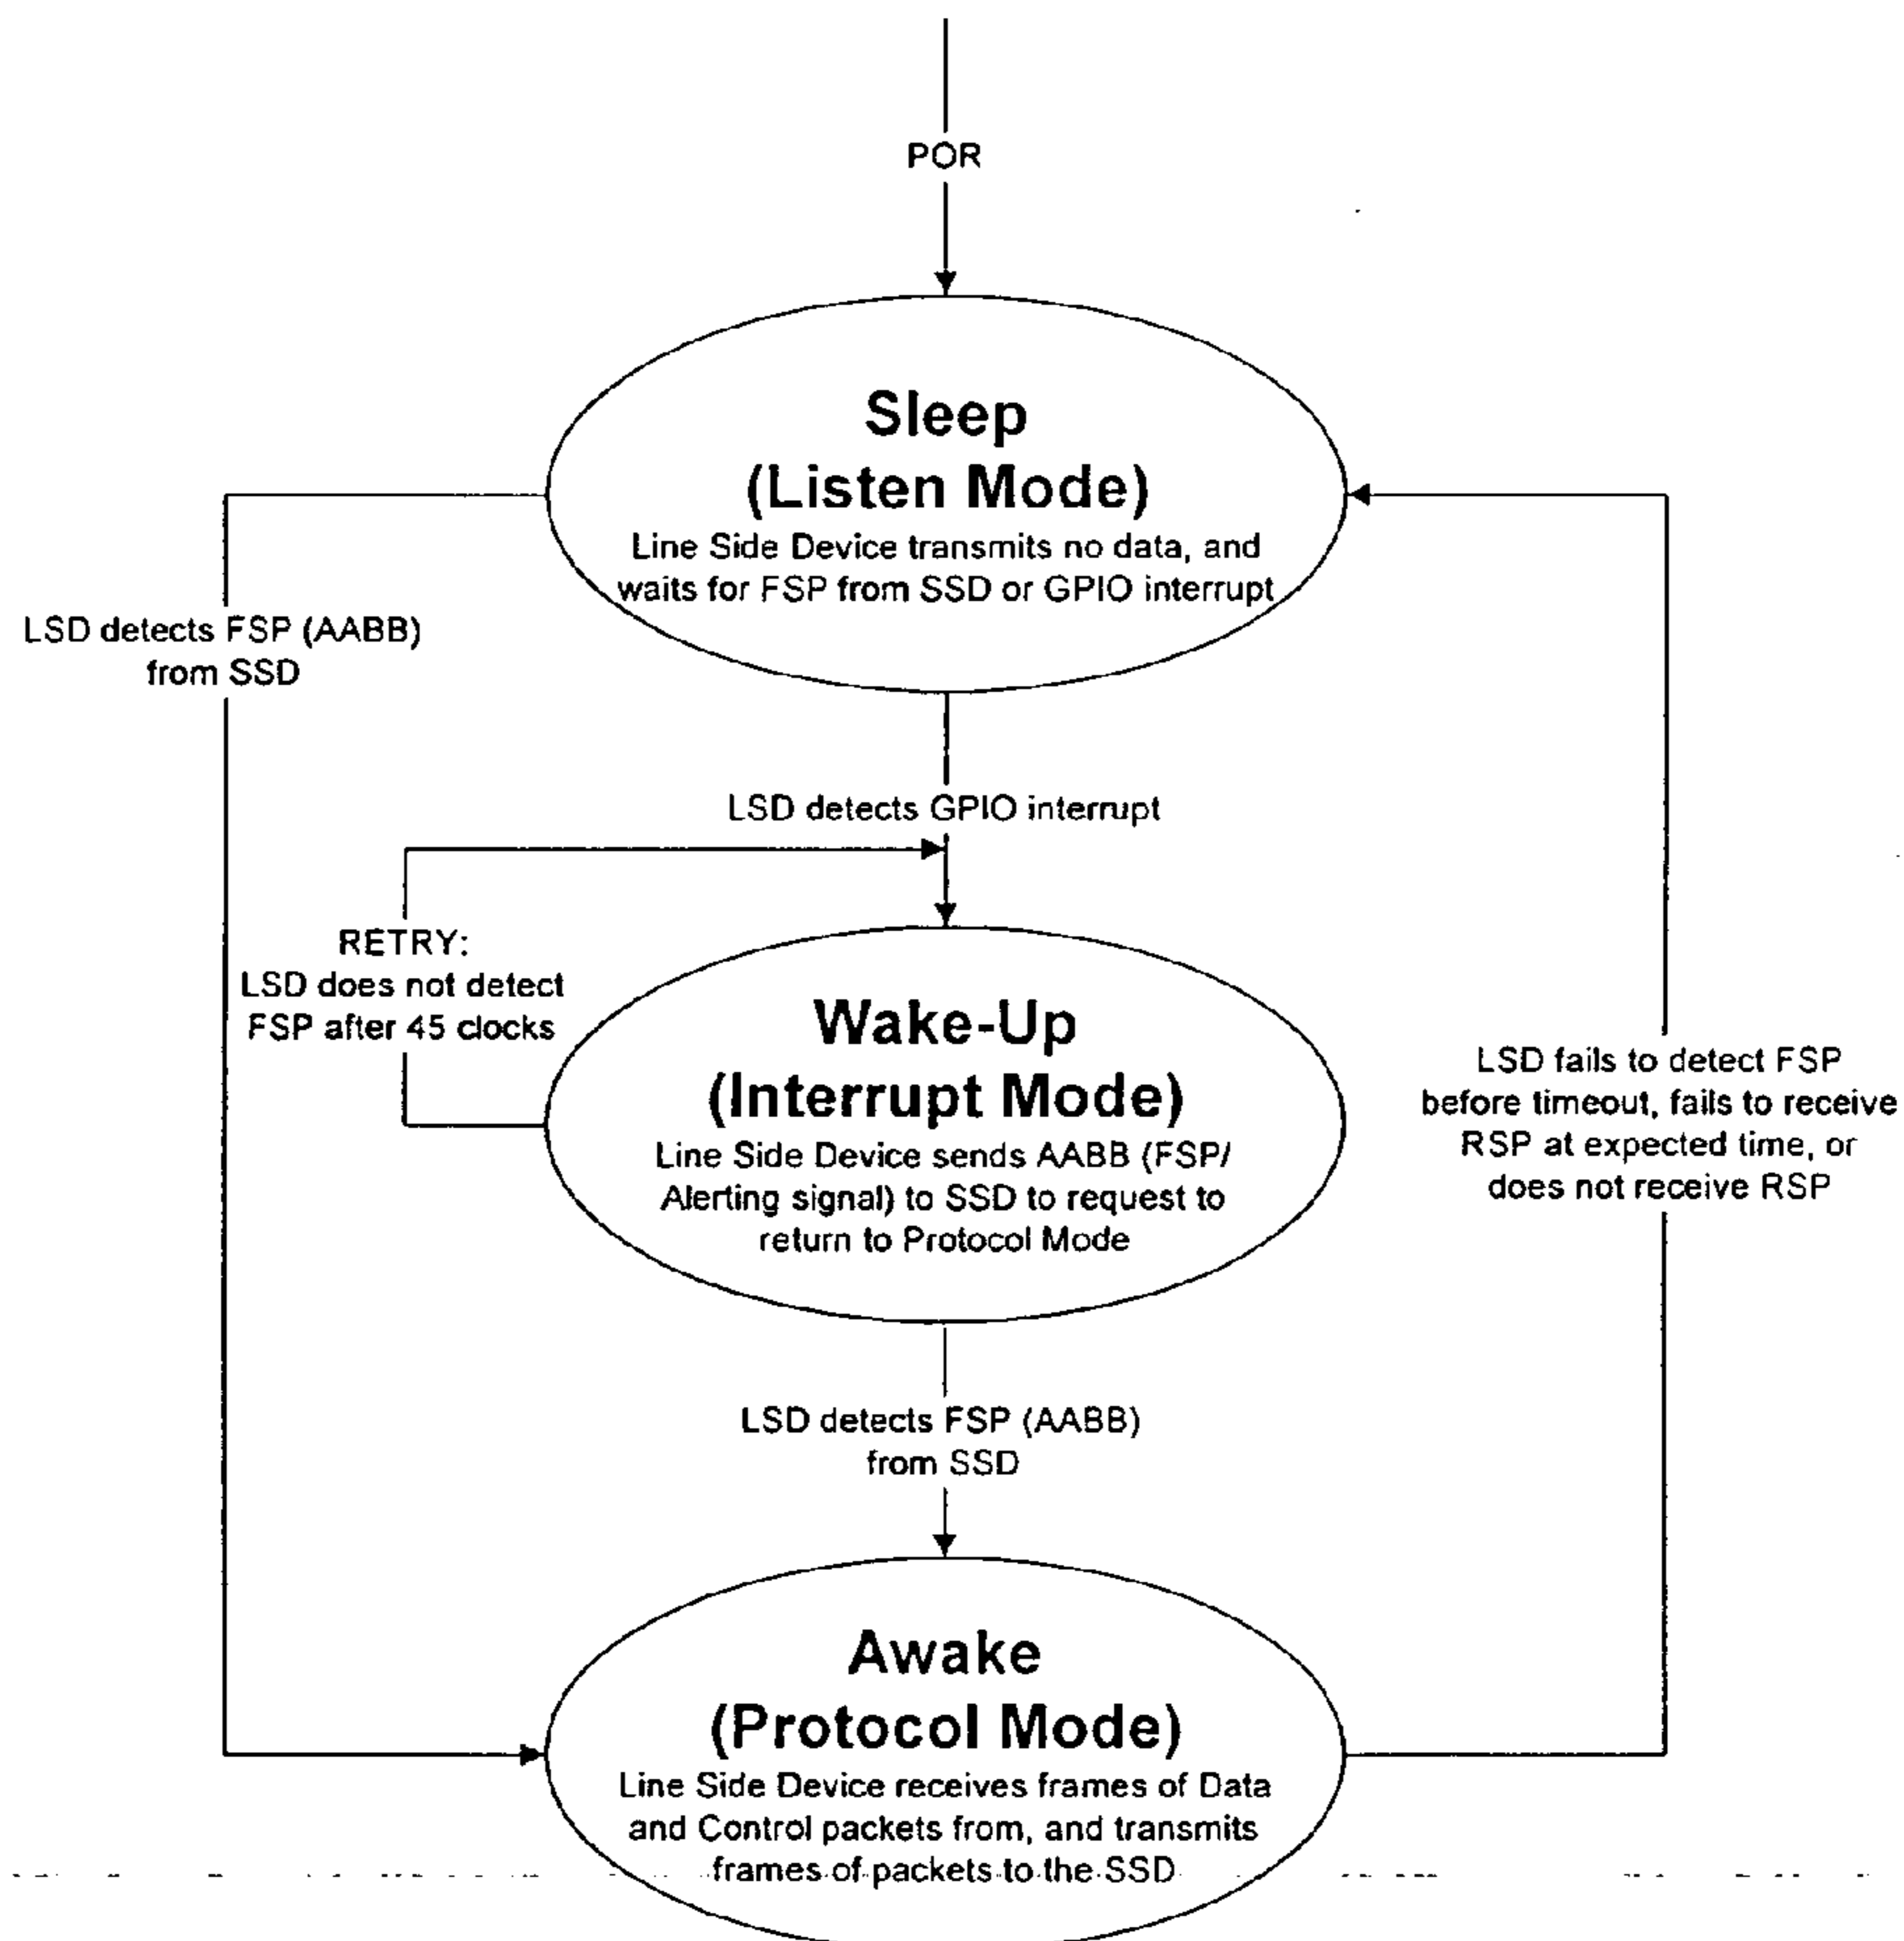 POR
Sleep
(Listen Mode)
Line Side Device transmits no data, and
waits for FSP from SSD or GPIO interrupt
LSD detects FSP (AABB)
from SSD
LSD detects GPIO interrupt
RETRY:
LSD does not detect
FSP after 45 clocks
Wake-Up
(Interrupt Mode)
Line Side Device sends AABB (FSP/
Alerting signal) to SSD to request to
return to Protocol Mode
LSD fails to detect FSP
before timeout, fails to receive
RSP at expected time, or
does not receive RSP
LSD detects FSP (AABB)
from SSD
Awake
(Protocol Mode)
Line Side Device receives frames of Data
and Control packets from, and transmits
frames of packets to the SSD